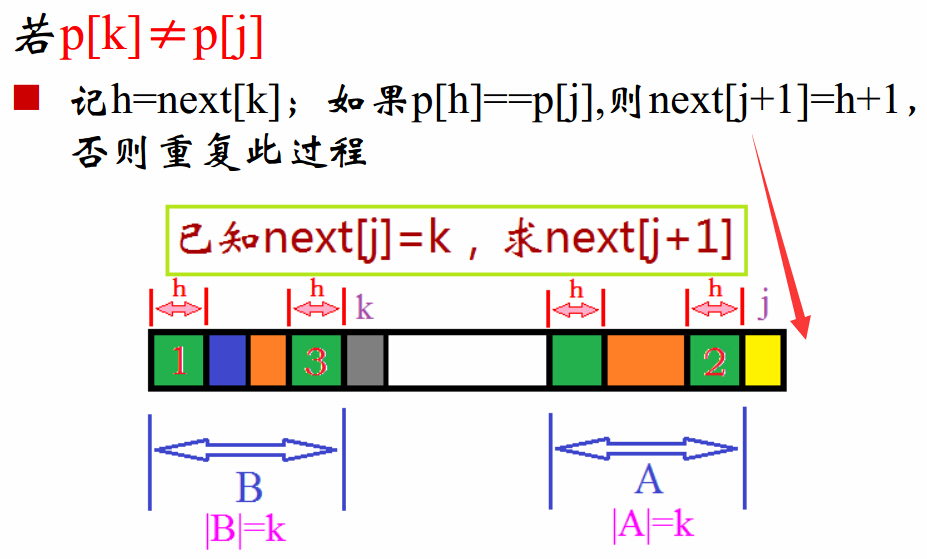 若p[k]≠p[j]
记h=next[k]；如果p[h]==p[j],则next[j+1]=h+1，
否则重复此过程
已知next[j]=k，求next[j+1]
h h k h h j
1 3 2
B A
|B|=k |A|=k